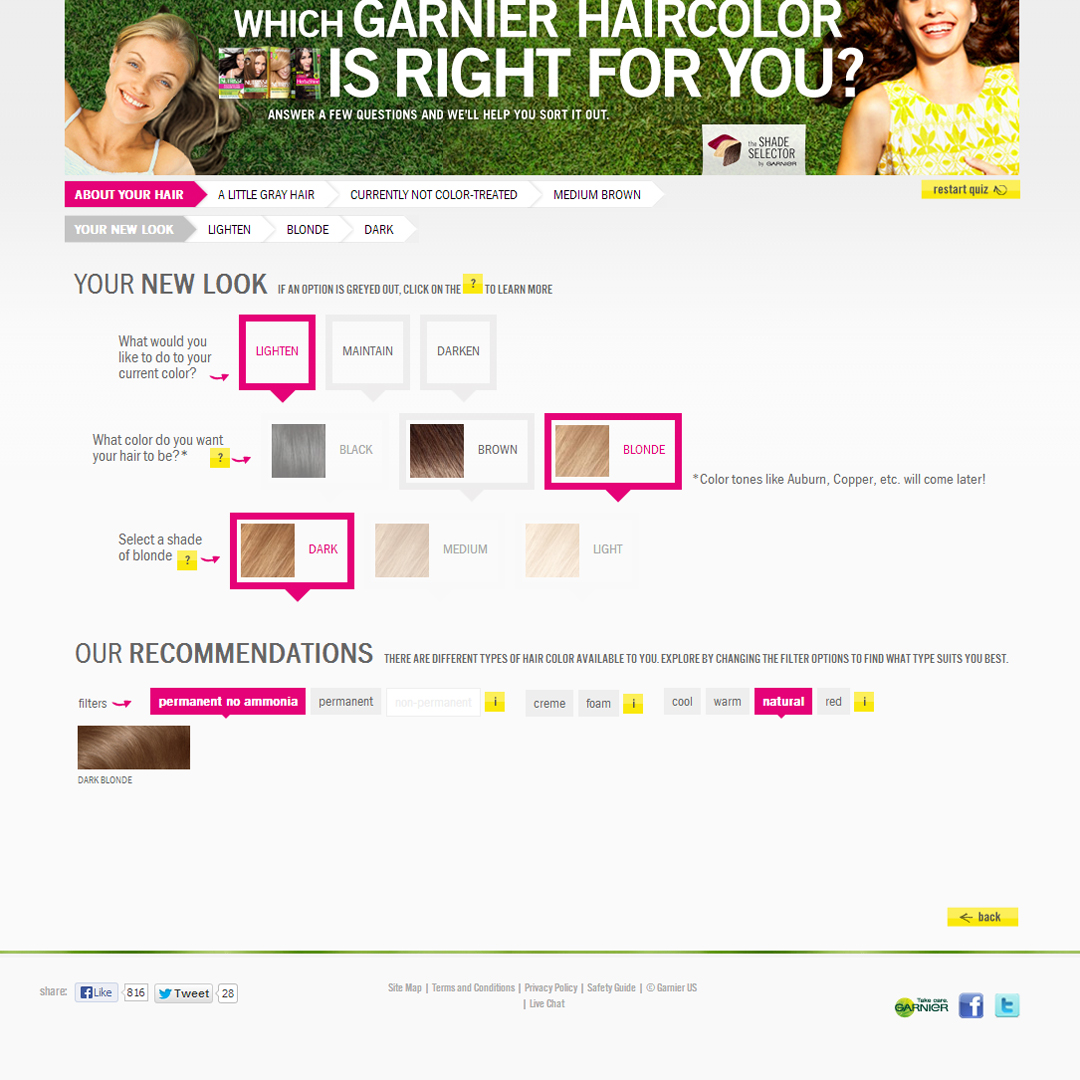 WHICH GARNIER HAIRCOLOR
IS RIGHT FOR YOU?
ANSWER A FEW QUESTIONS AND WE'LL HELP YOU SORT IT OUT.
the SHADE
SELECTOR
by GARNIER
ABOUT YOUR HAIR A LITTLE GRAY HAIR CURRENTLY NOT COLOR-TREATED MEDIUM BROWN restart quiz
YOUR NEW LOOK LIGHTEN BLONDE DARK
YOUR NEW LOOK IF AN OPTION IS GREYED OUT, CLICK ON THE ? TO LEARN MORE
What would you
like to do to your
current color?
LIGHTEN MAINTAIN DARKEN
What color do you want
your hair to be?* ?
BLACK BROWN BLONDE
*Color tones like Auburn, Copper, etc. will come later!
Select a shade
of blonde ?
DARK MEDIUM LIGHT
OUR RECOMMENDATIONS THERE ARE DIFFERENT TYPES OF HAIR COLOR AVAILABLE TO YOU. EXPLORE BY CHANGING THE FILTER OPTIONS TO FIND WHAT TYPE SUITS YOU BEST.
filters permanent no ammonia permanent non-permanent i creme foam i cool warm natural red i
DARK BLONDE
back
share: Like 816 Tweet 28
Site Map | Terms and Conditions | Privacy Policy | Safety Guide | © Garnier US
| Live Chat
Take care.
GARNIER